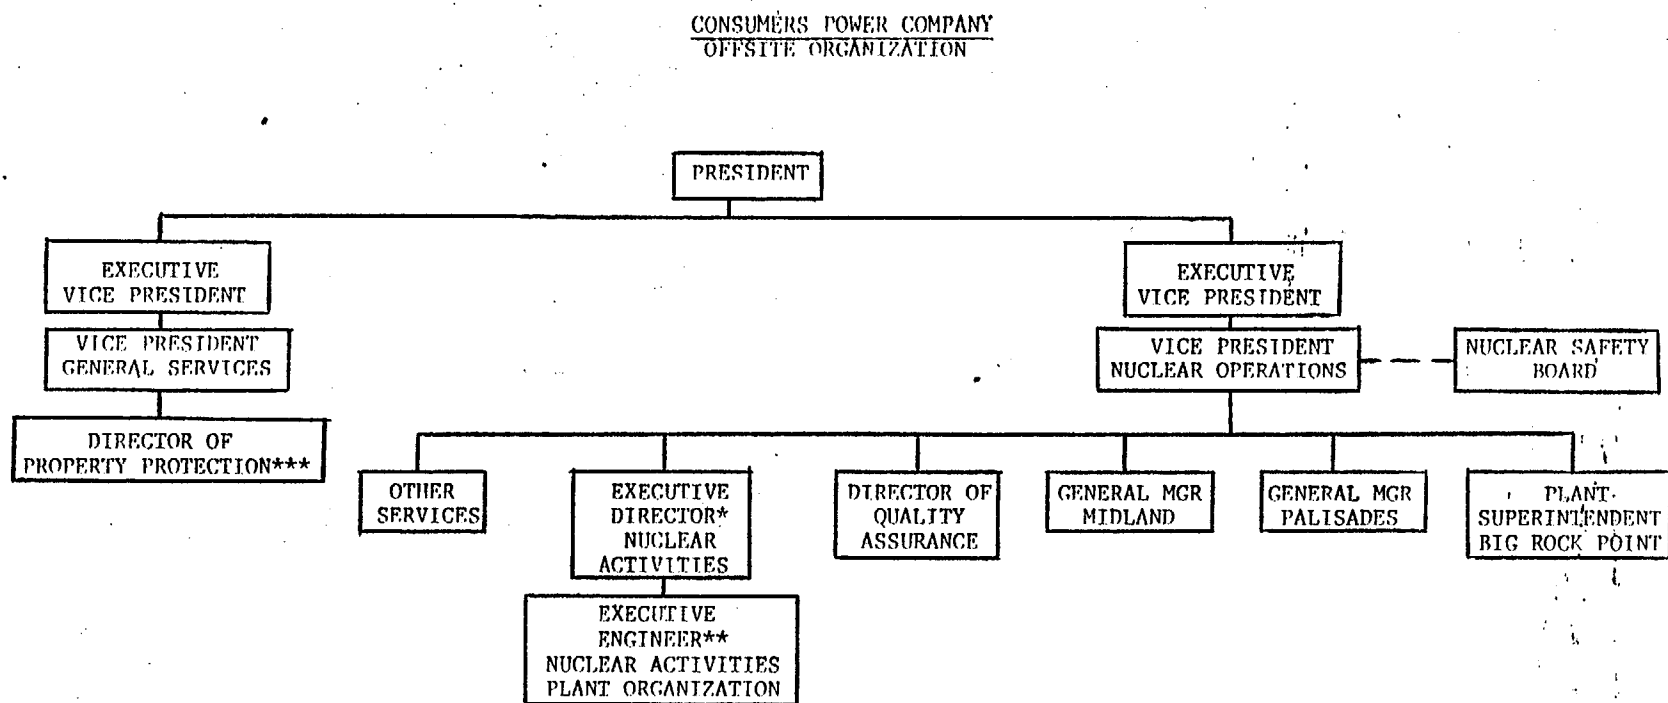 CONSUMERS POWER COMPANY
OFFSITE ORGANIZATION
PRESIDENT
EXECUTIVE
VICE PRESIDENT
EXECUTIVE
VICE PRESIDENT
VICE PRESIDENT
GENERAL SERVICES
VICE PRESIDENT
NUCLEAR OPERATIONS
NUCLEAR SAFETY
BOARD
DIRECTOR OF
PROPERTY PROTECTION***
OTHER
SERVICES
EXECUTIVE
DIRECTOR*
NUCLEAR
ACTIVITIES
DIRECTOR OF
QUALITY
ASSURANCE
GENERAL MGR
MIDLAND
GENERAL MGR
PALISADES
PLANT
SUPERINTENDENT
BIG ROCK POINT
EXECUTIVE
ENGINEER**
NUCLEAR ACTIVITIES
PLANT ORGANIZATION